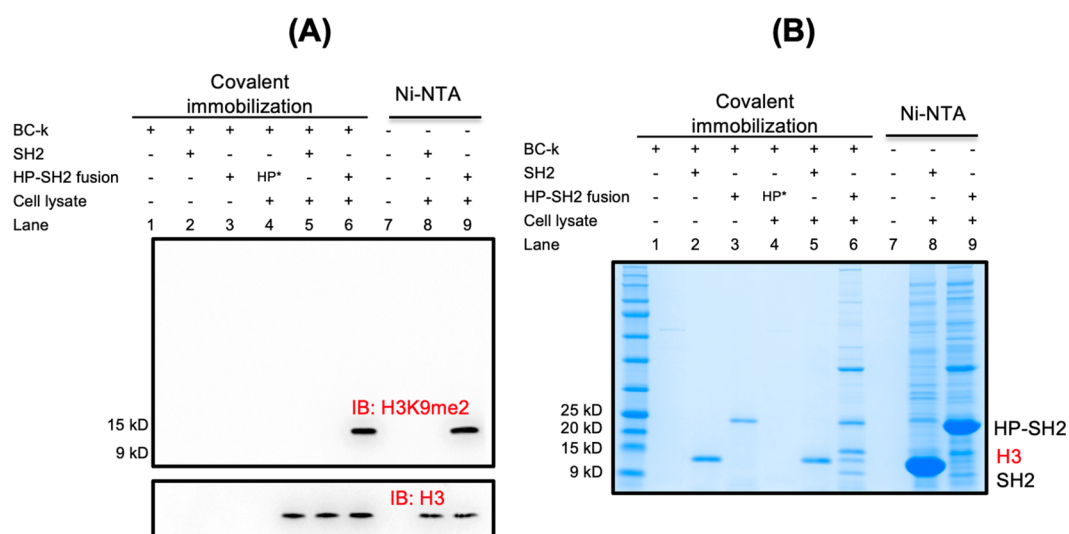 (A)
Covalent
immobilization
Ni-NTA
BC-k + + + + + + - - -
SH2 - + - - + - - + -
HP-SH2 fusion - - + HP* - + - - +
Cell lysate - - - + + + - + +
Lane 1 2 3 4 5 6 7 8 9
IB: H3K9me2
15 kD
9 kD
IB: H3
(B)
Covalent
immobilization
Ni-NTA
BC-k + + + + + + - - -
SH2 - + - - + - - + -
HP-SH2 fusion - - + HP* - + - - +
Cell lysate - - - + + + - + +
Lane 1 2 3 4 5 6 7 8 9
25 kD
20 kD
15 kD
9 kD
HP-SH2
H3
SH2